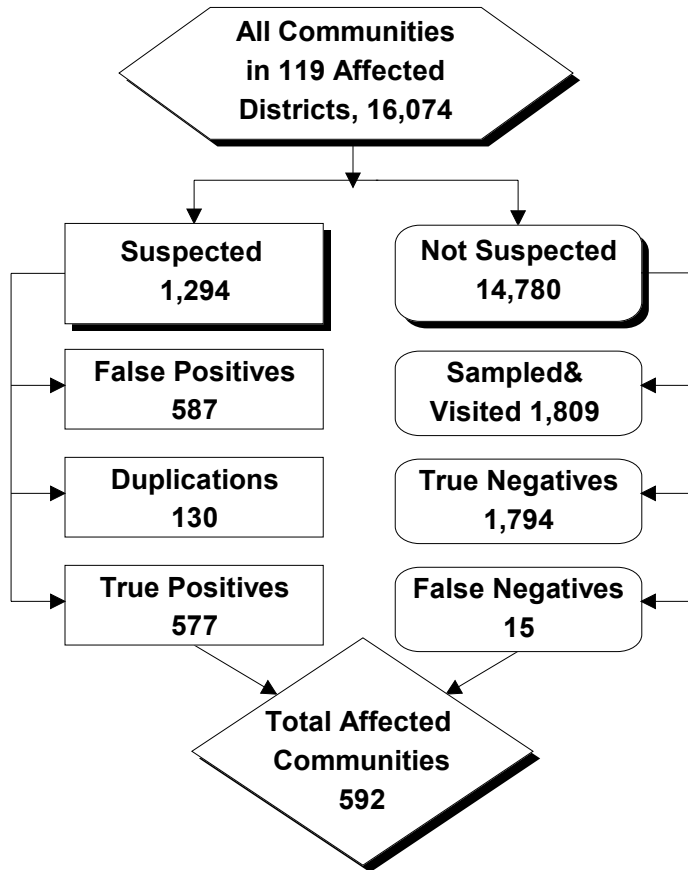 All Communities
in 119 Affected
Districts, 16,074
Suspected
1,294
Not Suspected
14,780
False Positives
587
Sampled&
Visited 1,809
Duplications
130
True Negatives
1,794
True Positives
577
False Negatives
15
Total Affected
Communities
592